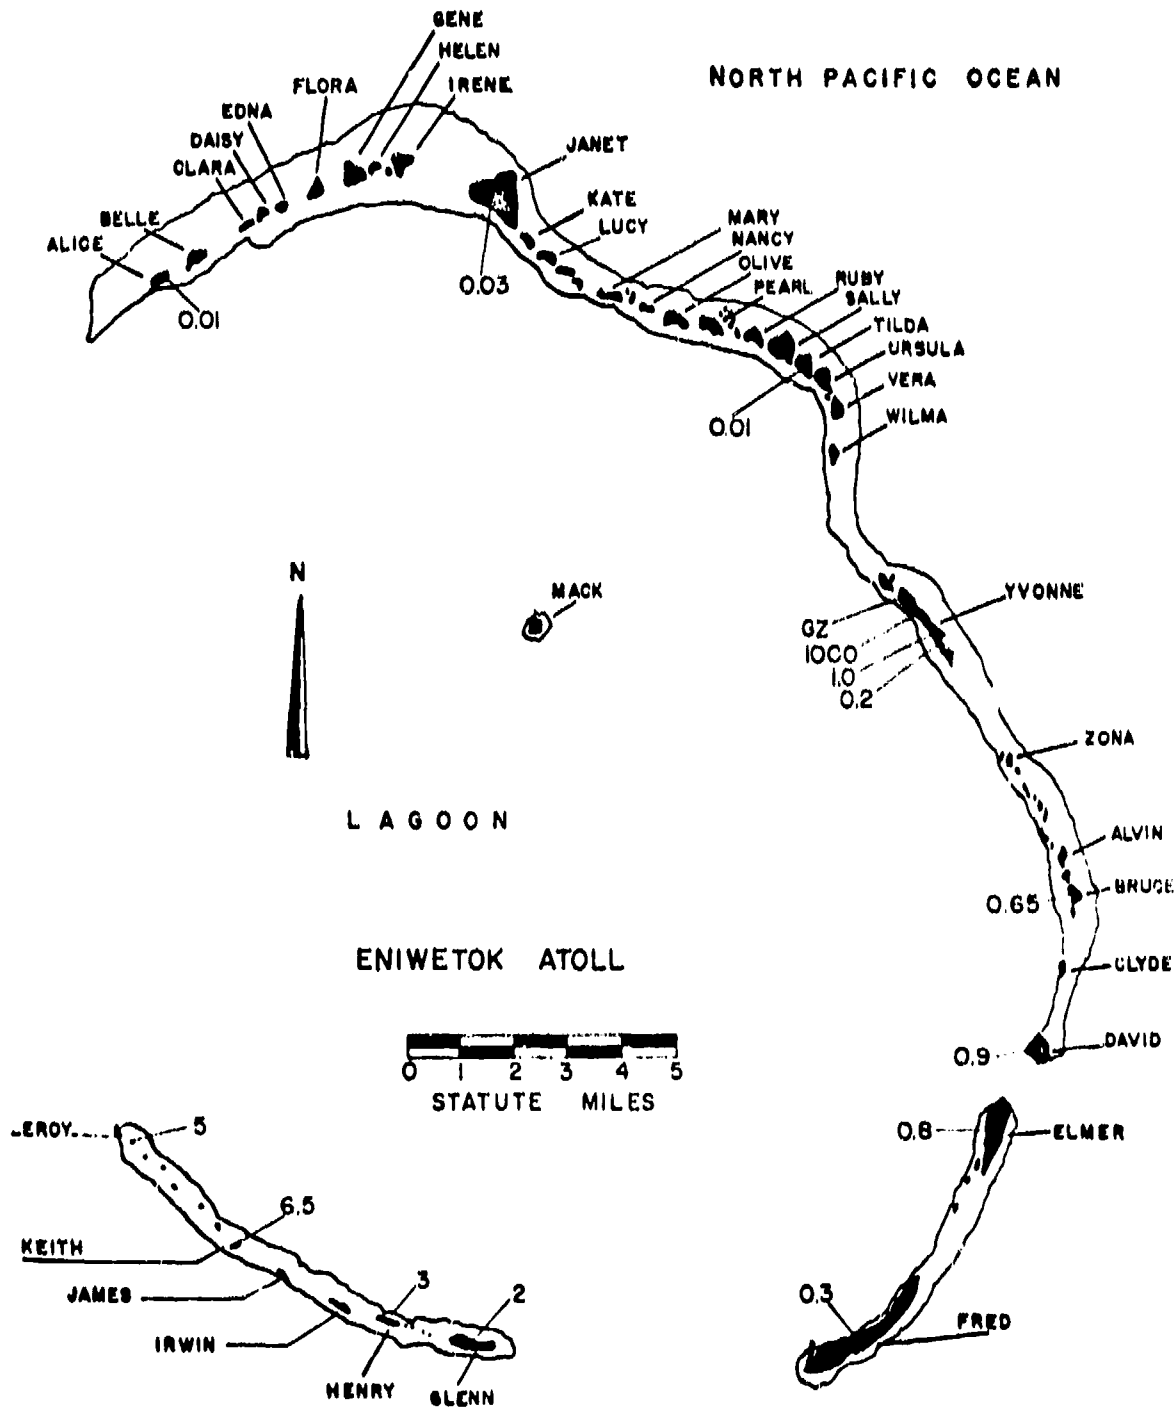 GENE
HELEN
IRENE
NORTH PACIFIC OCEAN
FLORA
EDNA
DAISY
CLARA
BELLE
ALICE
JANET
KATE
LUCY
MARY
NANCY
OLIVE
PEARL
RUBY
SALLY
TILDA
URSULA
VERA
WILMA
0.03
0.01
0.01
N
MACK
YVONNE
GZ
1000
1.0
0.2
ZONA
LAGOON
ALVIN
BRUCE
0.65
ENIWETOK ATOLL
CLYDE
DAVID
0.9
0 1 2 3 4 5
STATUTE MILES
LEROY
5
0.8
ELMER
6.5
KEITH
JAMES
3
2
0.3
FRED
IRWIN
HENRY
GLENN